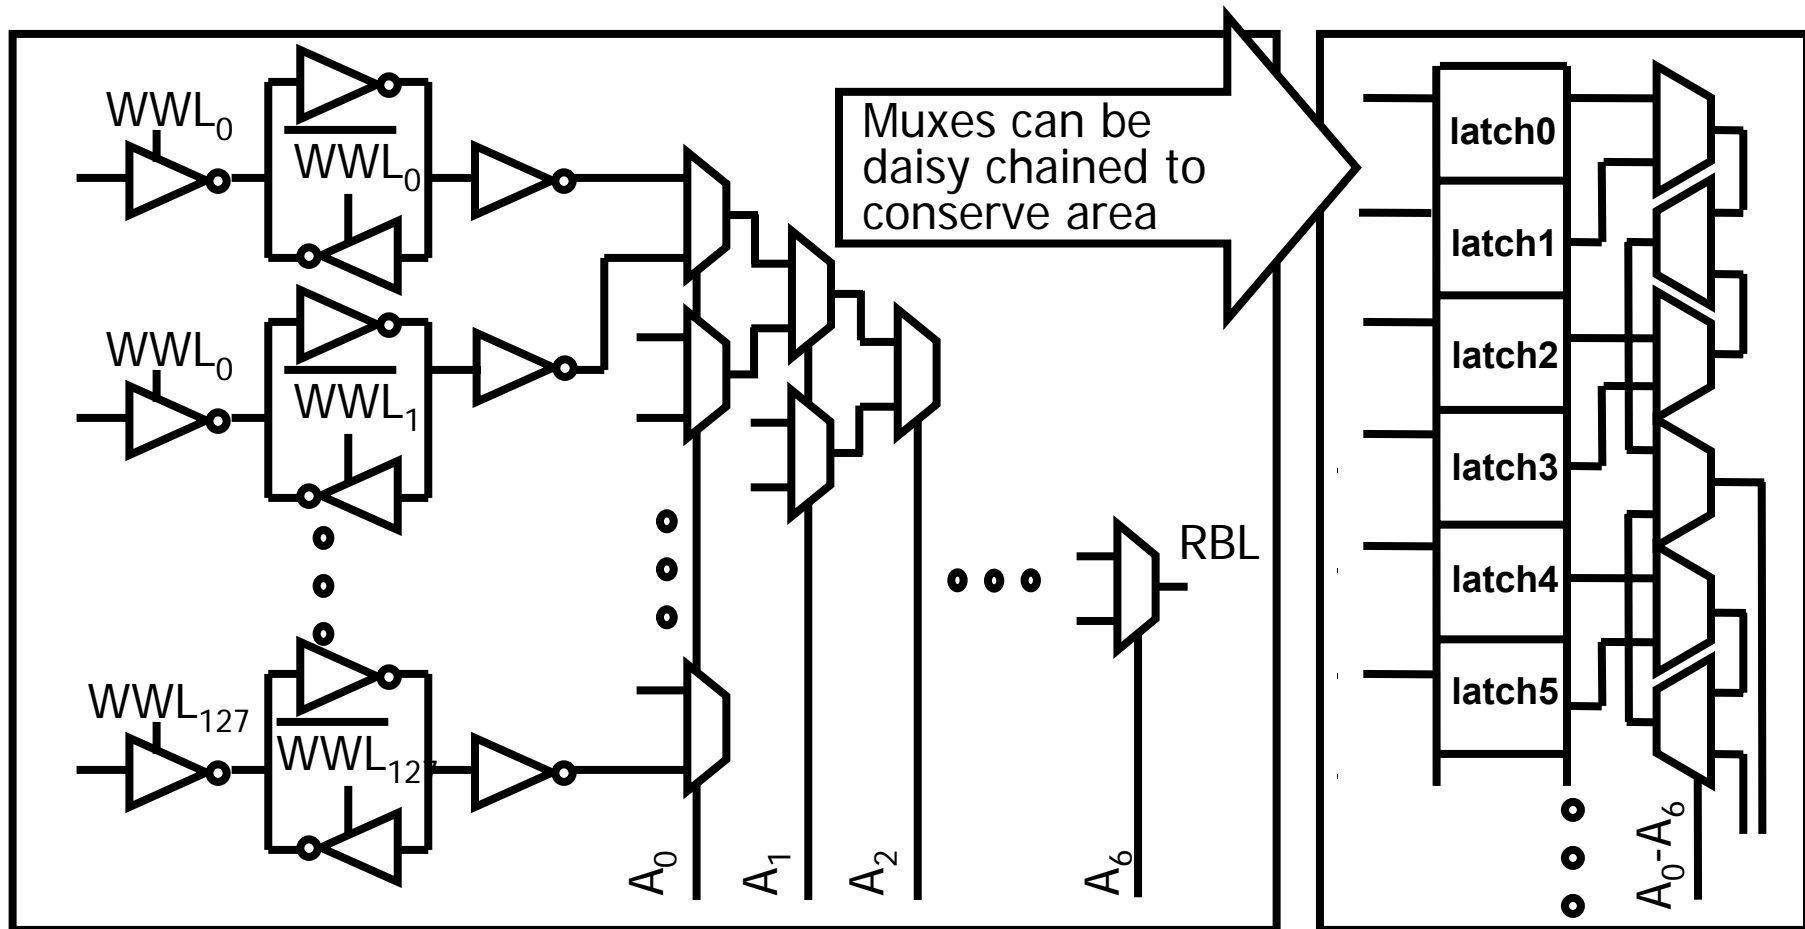 WWL0
WWL0
WWL0
WWL1
WWL127
WWL127
Muxes can be
daisy chained to
conserve area
RBL
A0
A1
A2
A6
latch0
latch1
latch2
latch3
latch4
latch5
A0-A6